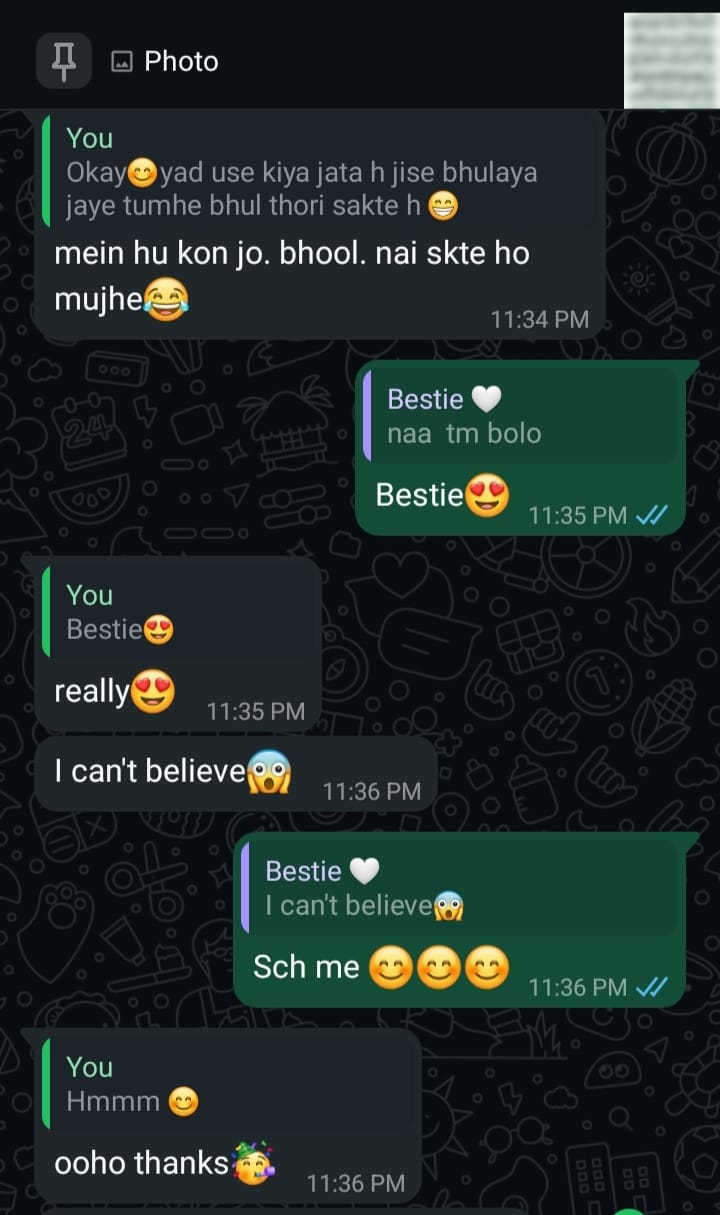 Photo
You
Okay😊yad use kiya jata h jise bhulaya
jaye tumhe bhul thori sakte h 😁
mein hu kon jo. bhool. nai skte ho
mujhe😂
11:34 PM
Bestie 🤍
naa tm bolo
Bestie😍
11:35 PM
You
Bestie😍
really😍
11:35 PM
I can't believe😱
11:36 PM
Bestie 🤍
I can't believe😱
Sch me 😊😊😊
11:36 PM
You
Hmmm 😊
ooho thanks🥳
11:36 PM